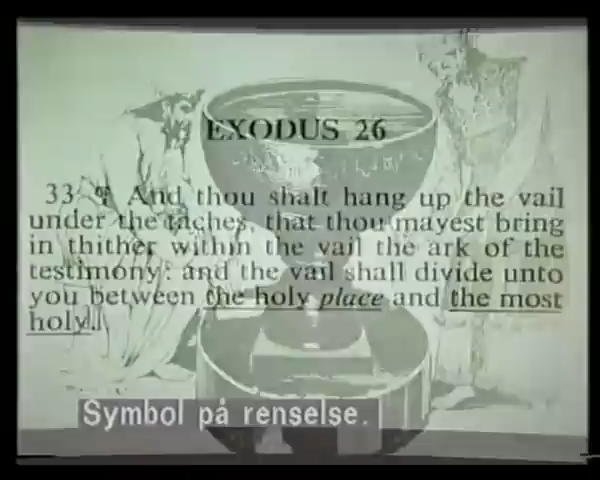 EXODUS 26
33 ¶ And thou shalt hang up the vail
under the taches, that thou mayest bring
in thither within the vail the ark of the
testimony: and the vail shall divide unto
you between the holy place and the most
holy.
Symbol på renselse.